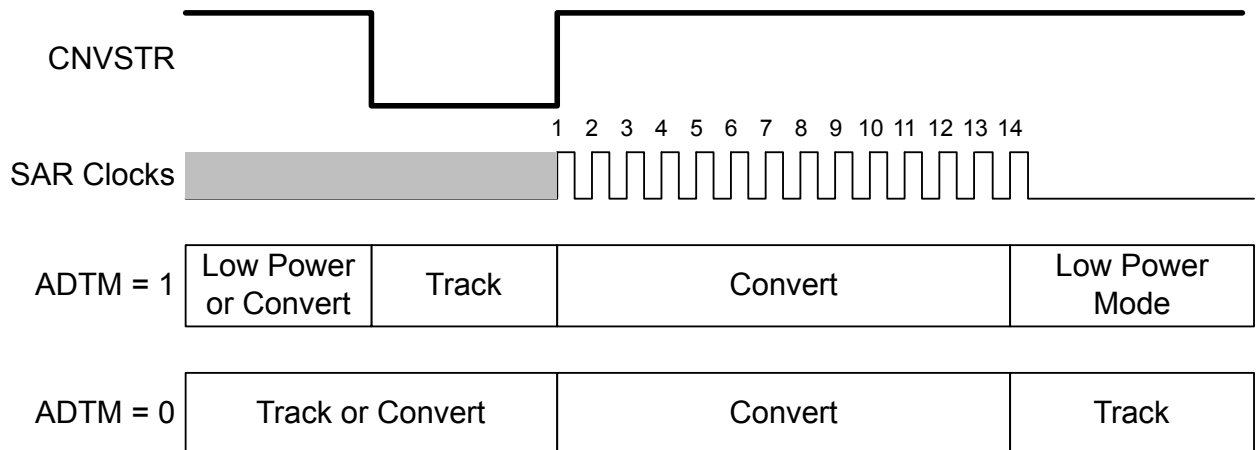 CNVSTR
1 2 3 4 5 6 7 8 9 10 11 12 13 14
SAR Clocks
ADTM = 1
Low Power
or Convert
Track
Convert
Low Power
Mode
ADTM = 0
Track or Convert
Convert
Track